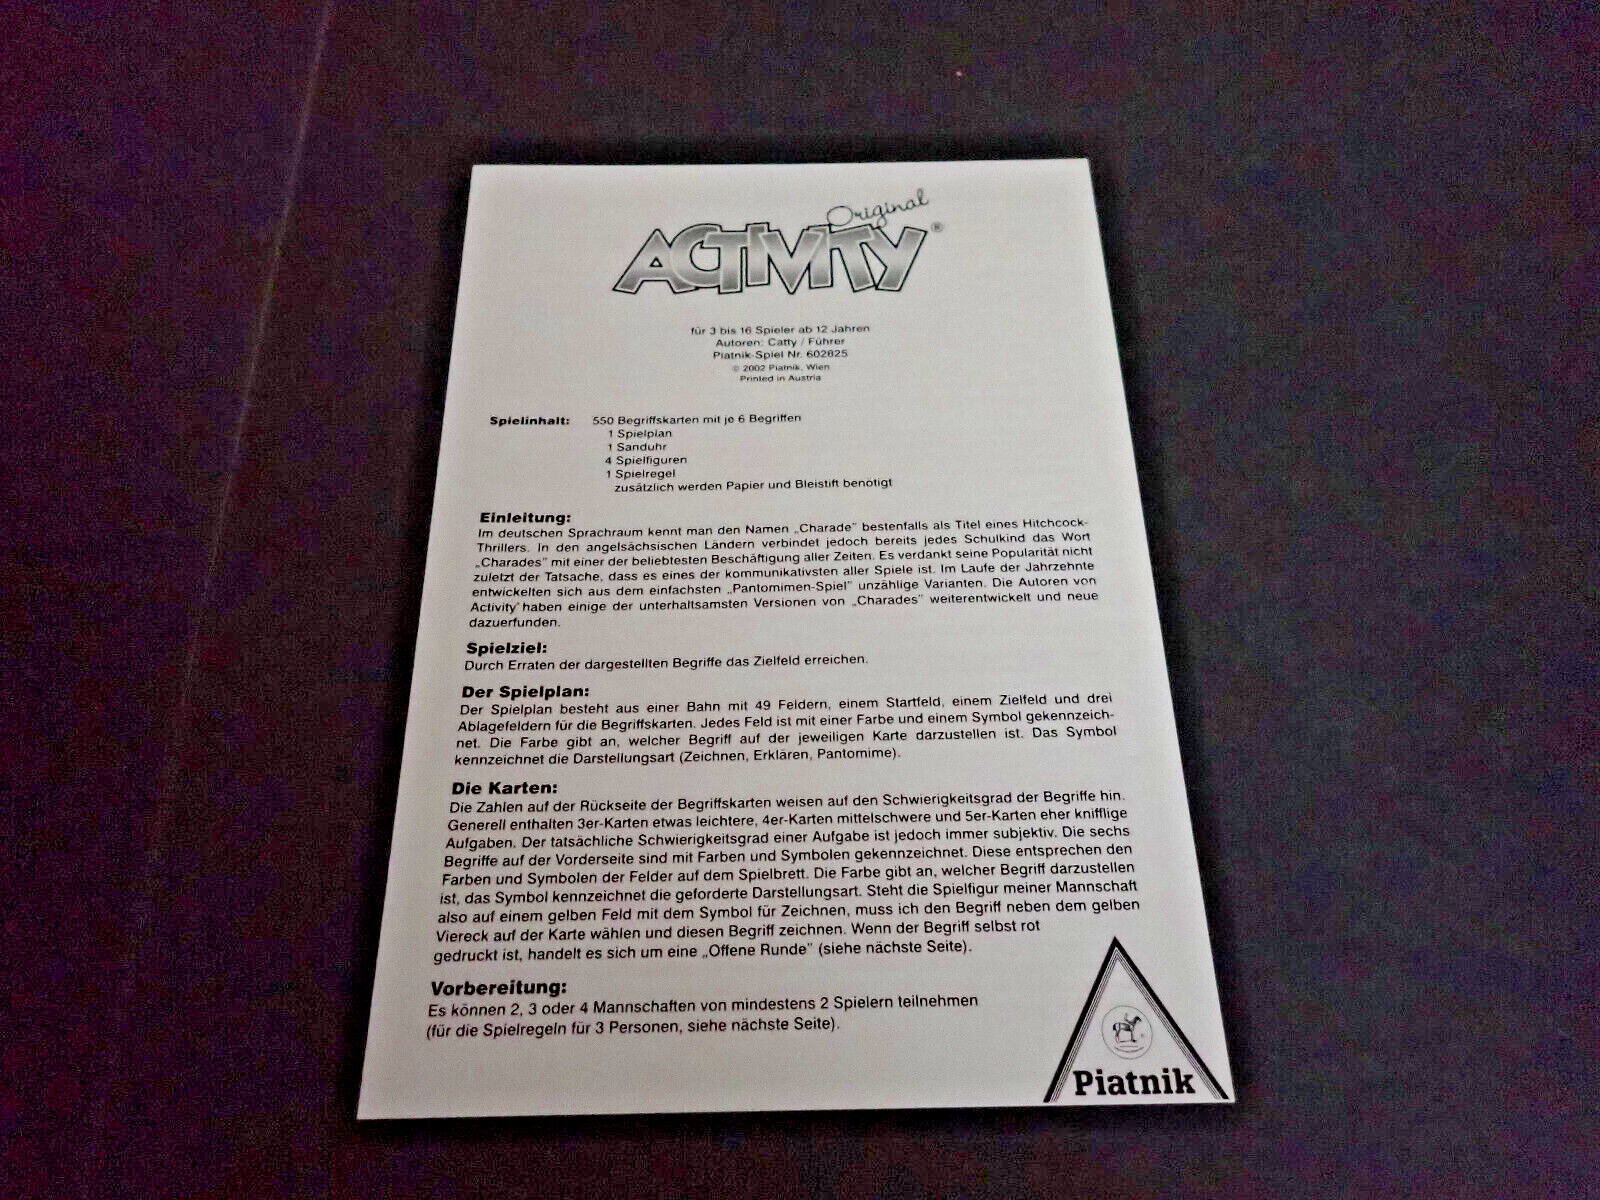 Original
ACTIVITY®
für 3 bis 16 Spieler ab 12 Jahren
Autoren: Catty / Führer
Piatnik-Spiel Nr. 602825
© 2002 Piatnik, Wien
Printed in Austria
Spielinhalt: 550 Begriffskarten mit je 6 Begriffen
1 Spielplan
1 Sanduhr
4 Spielfiguren
1 Spielregel
zusätzlich werden Papier und Bleistift benötigt
Einleitung:
Im deutschen Sprachraum kennt man den Namen „Charade" bestenfalls als Titel eines Hitchcock-
Thrillers. In den angelsächsischen Ländern verbindet jedoch bereits jedes Schulkind das Wort
„Charades" mit einer der beliebtesten Beschäftigung aller Zeiten. Es verdankt seine Popularität nicht
zuletzt der Tatsache, dass es eines der kommunikativsten aller Spiele ist. Im Laufe der Jahrzehnte
entwickelten sich aus dem einfachsten „Pantomimen-Spiel" unzählige Varianten. Die Autoren von
Activity® haben einige der unterhaltsamsten Versionen von „Charades" weiterentwickelt und neue
dazuerfunden.
Spielziel:
Durch Erraten der dargestellten Begriffe das Zielfeld erreichen.
Der Spielplan:
Der Spielplan besteht aus einer Bahn mit 49 Feldern, einem Startfeld, einem Zielfeld und drei
Ablagefeldern für die Begriffskarten. Jedes Feld ist mit einer Farbe und einem Symbol gekennzeich-
net. Die Farbe gibt an, welcher Begriff auf der jeweiligen Karte darzustellen ist. Das Symbol
kennzeichnet die Darstellungsart (Zeichnen, Erklären, Pantomime).
Die Karten:
Die Zahlen auf der Rückseite der Begriffskarten weisen auf den Schwierigkeitsgrad der Begriffe hin.
Generell enthalten 3er-Karten etwas leichtere, 4er-Karten mittelschwere und 5er-Karten eher knifflige
Aufgaben. Der tatsächliche Schwierigkeitsgrad einer Aufgabe ist jedoch immer subjektiv. Die sechs
Begriffe auf der Vorderseite sind mit Farben und Symbolen gekennzeichnet. Diese entsprechen den
Farben und Symbolen der Felder auf dem Spielbrett. Die Farbe gibt an, welcher Begriff darzustellen
ist, das Symbol kennzeichnet die geforderte Darstellungsart. Steht die Spielfigur meiner Mannschaft
also auf einem gelben Feld mit dem Symbol für Zeichnen, muss ich den Begriff neben dem gelben
Viereck auf der Karte wählen und diesen Begriff zeichnen. Wenn der Begriff selbst rot
gedruckt ist, handelt es sich um eine „Offene Runde" (siehe nächste Seite).
Vorbereitung:
Es können 2, 3 oder 4 Mannschaften von mindestens 2 Spielern teilnehmen
(für die Spielregeln für 3 Personen, siehe nächste Seite).
Piatnik